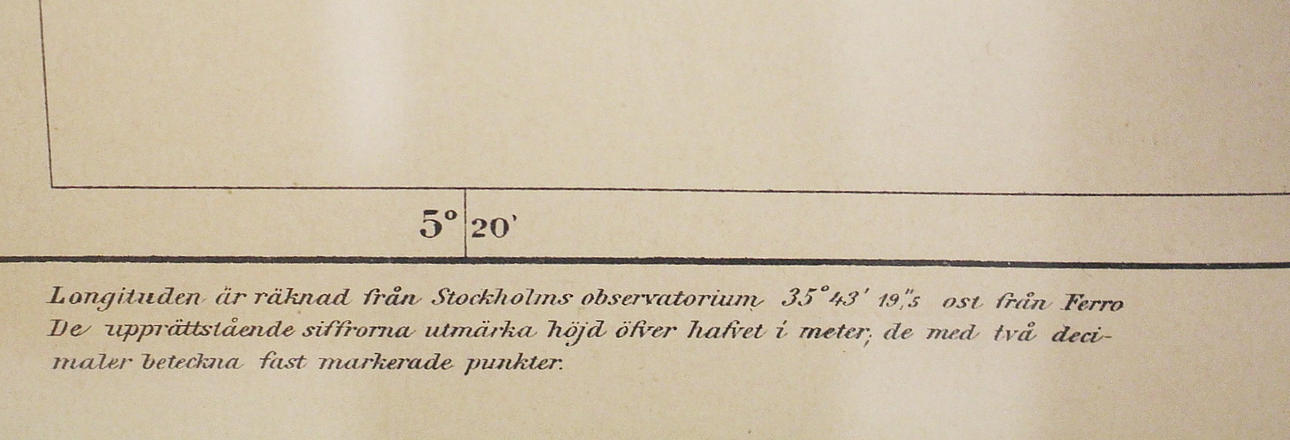 5° 20'
Longituden är räknad från Stockholms observatorium 35° 43' 19,"5 ost från Ferro
De upprättstående siffrorna utmärka höjd öfver hafvet i meter; de med två deci-
maler beteckna fast markerade punkter.